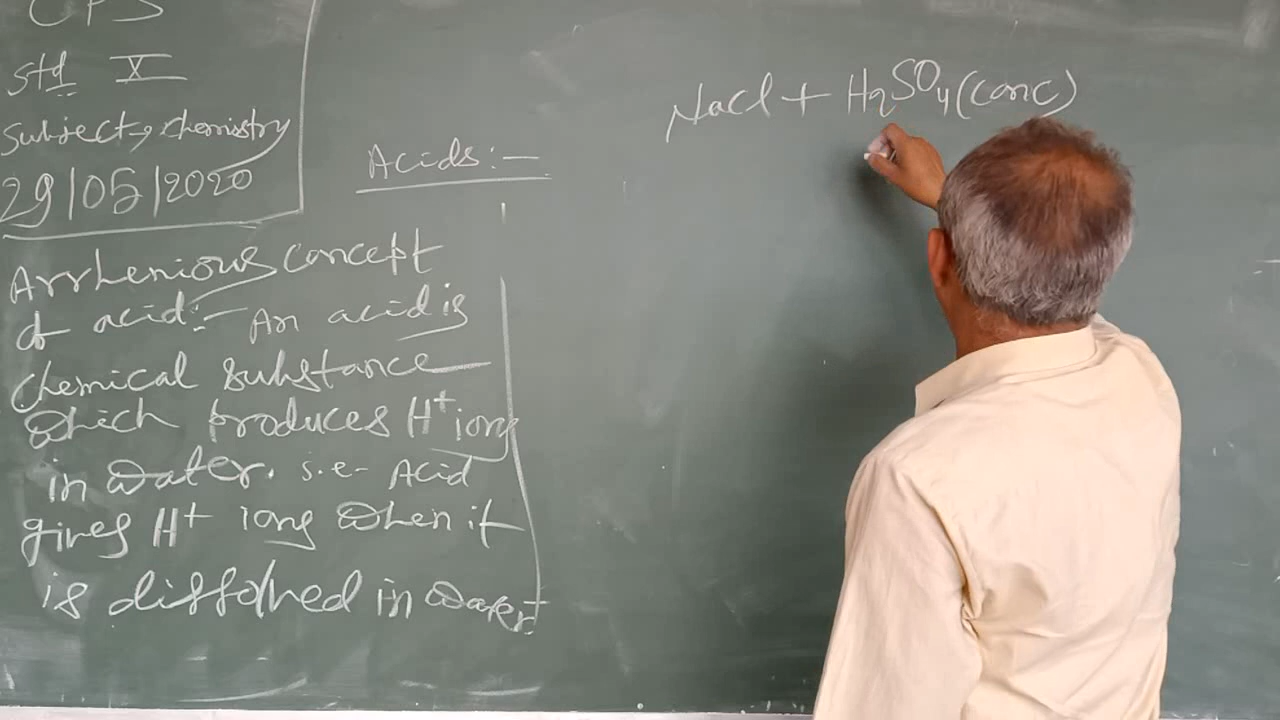 CPS
Std X
Subject → chemistry
29/05/2020
Acids:-
Arrhenious concept
of acid:- An acid is
chemical substance
which produces H+ ions
in water. i.e- Acid
gives H+ ions when it
is dissolved in water
NaCl + H2SO4 (conc)